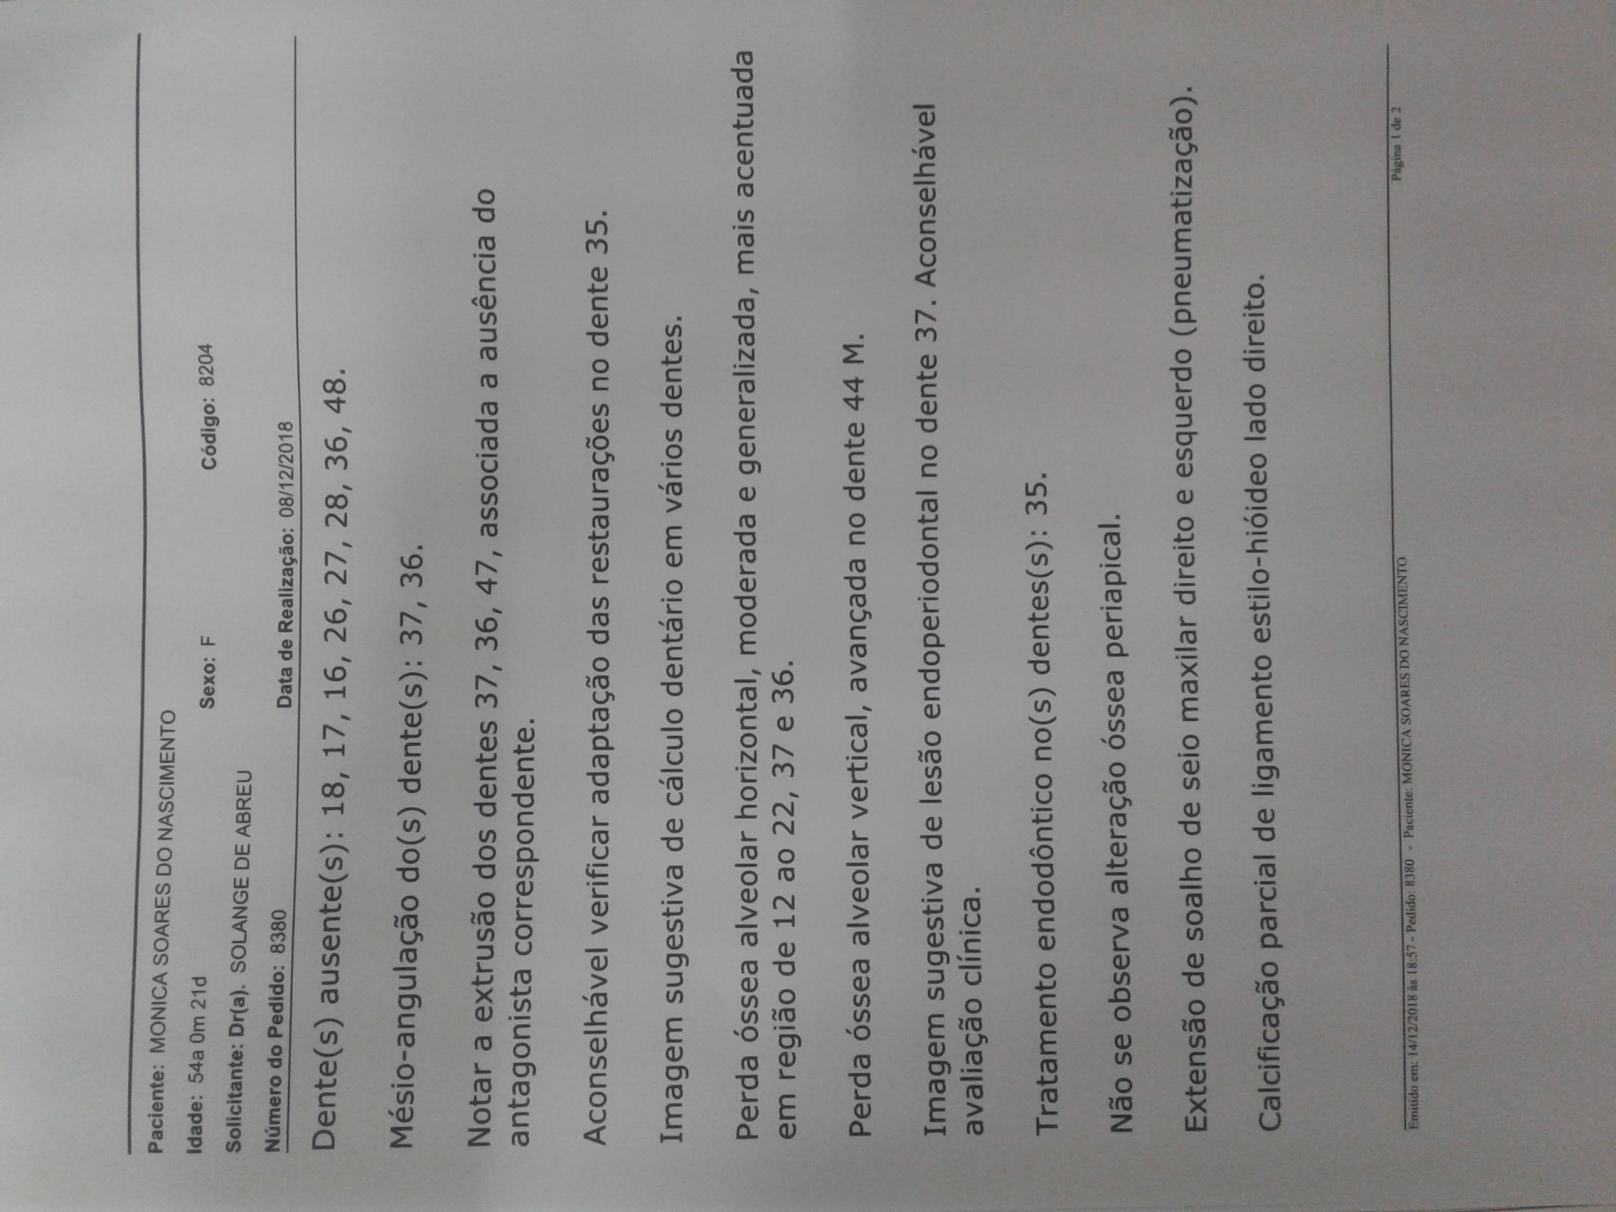 Paciente: MONICA SOARES DO NASCIMENTO
Idade: 54a 0m 21d Sexo: F Código: 8204
Solicitante: Dr(a). SOLANGE DE ABREU
Número do Pedido: 8380 Data de Realização: 08/12/2018
Dente(s) ausente(s): 18, 17, 16, 26, 27, 28, 36, 48.
Mésio-angulação do(s) dente(s): 37, 36.
Notar a extrusão dos dentes 37, 36, 47, associada a ausência do
antagonista correspondente.
Aconselhável verificar adaptação das restaurações no dente 35.
Imagem sugestiva de cálculo dentário em vários dentes.
Perda óssea alveolar horizontal, moderada e generalizada, mais acentuada
em região de 12 ao 22, 37 e 36.
Perda óssea alveolar vertical, avançada no dente 44 M.
Imagem sugestiva de lesão endoperiodontal no dente 37. Aconselhável
avaliação clínica.
Tratamento endodôntico no(s) dentes(s): 35.
Não se observa alteração óssea periapical.
Extensão de soalho de seio maxilar direito e esquerdo (pneumatização).
Calcificação parcial de ligamento estilo-hióideo lado direito.
Emitido em: 14/12/2018 às 18:57 - Pedido: 8380 - Paciente: MONICA SOARES DO NASCIMENTO Página 1 de 2